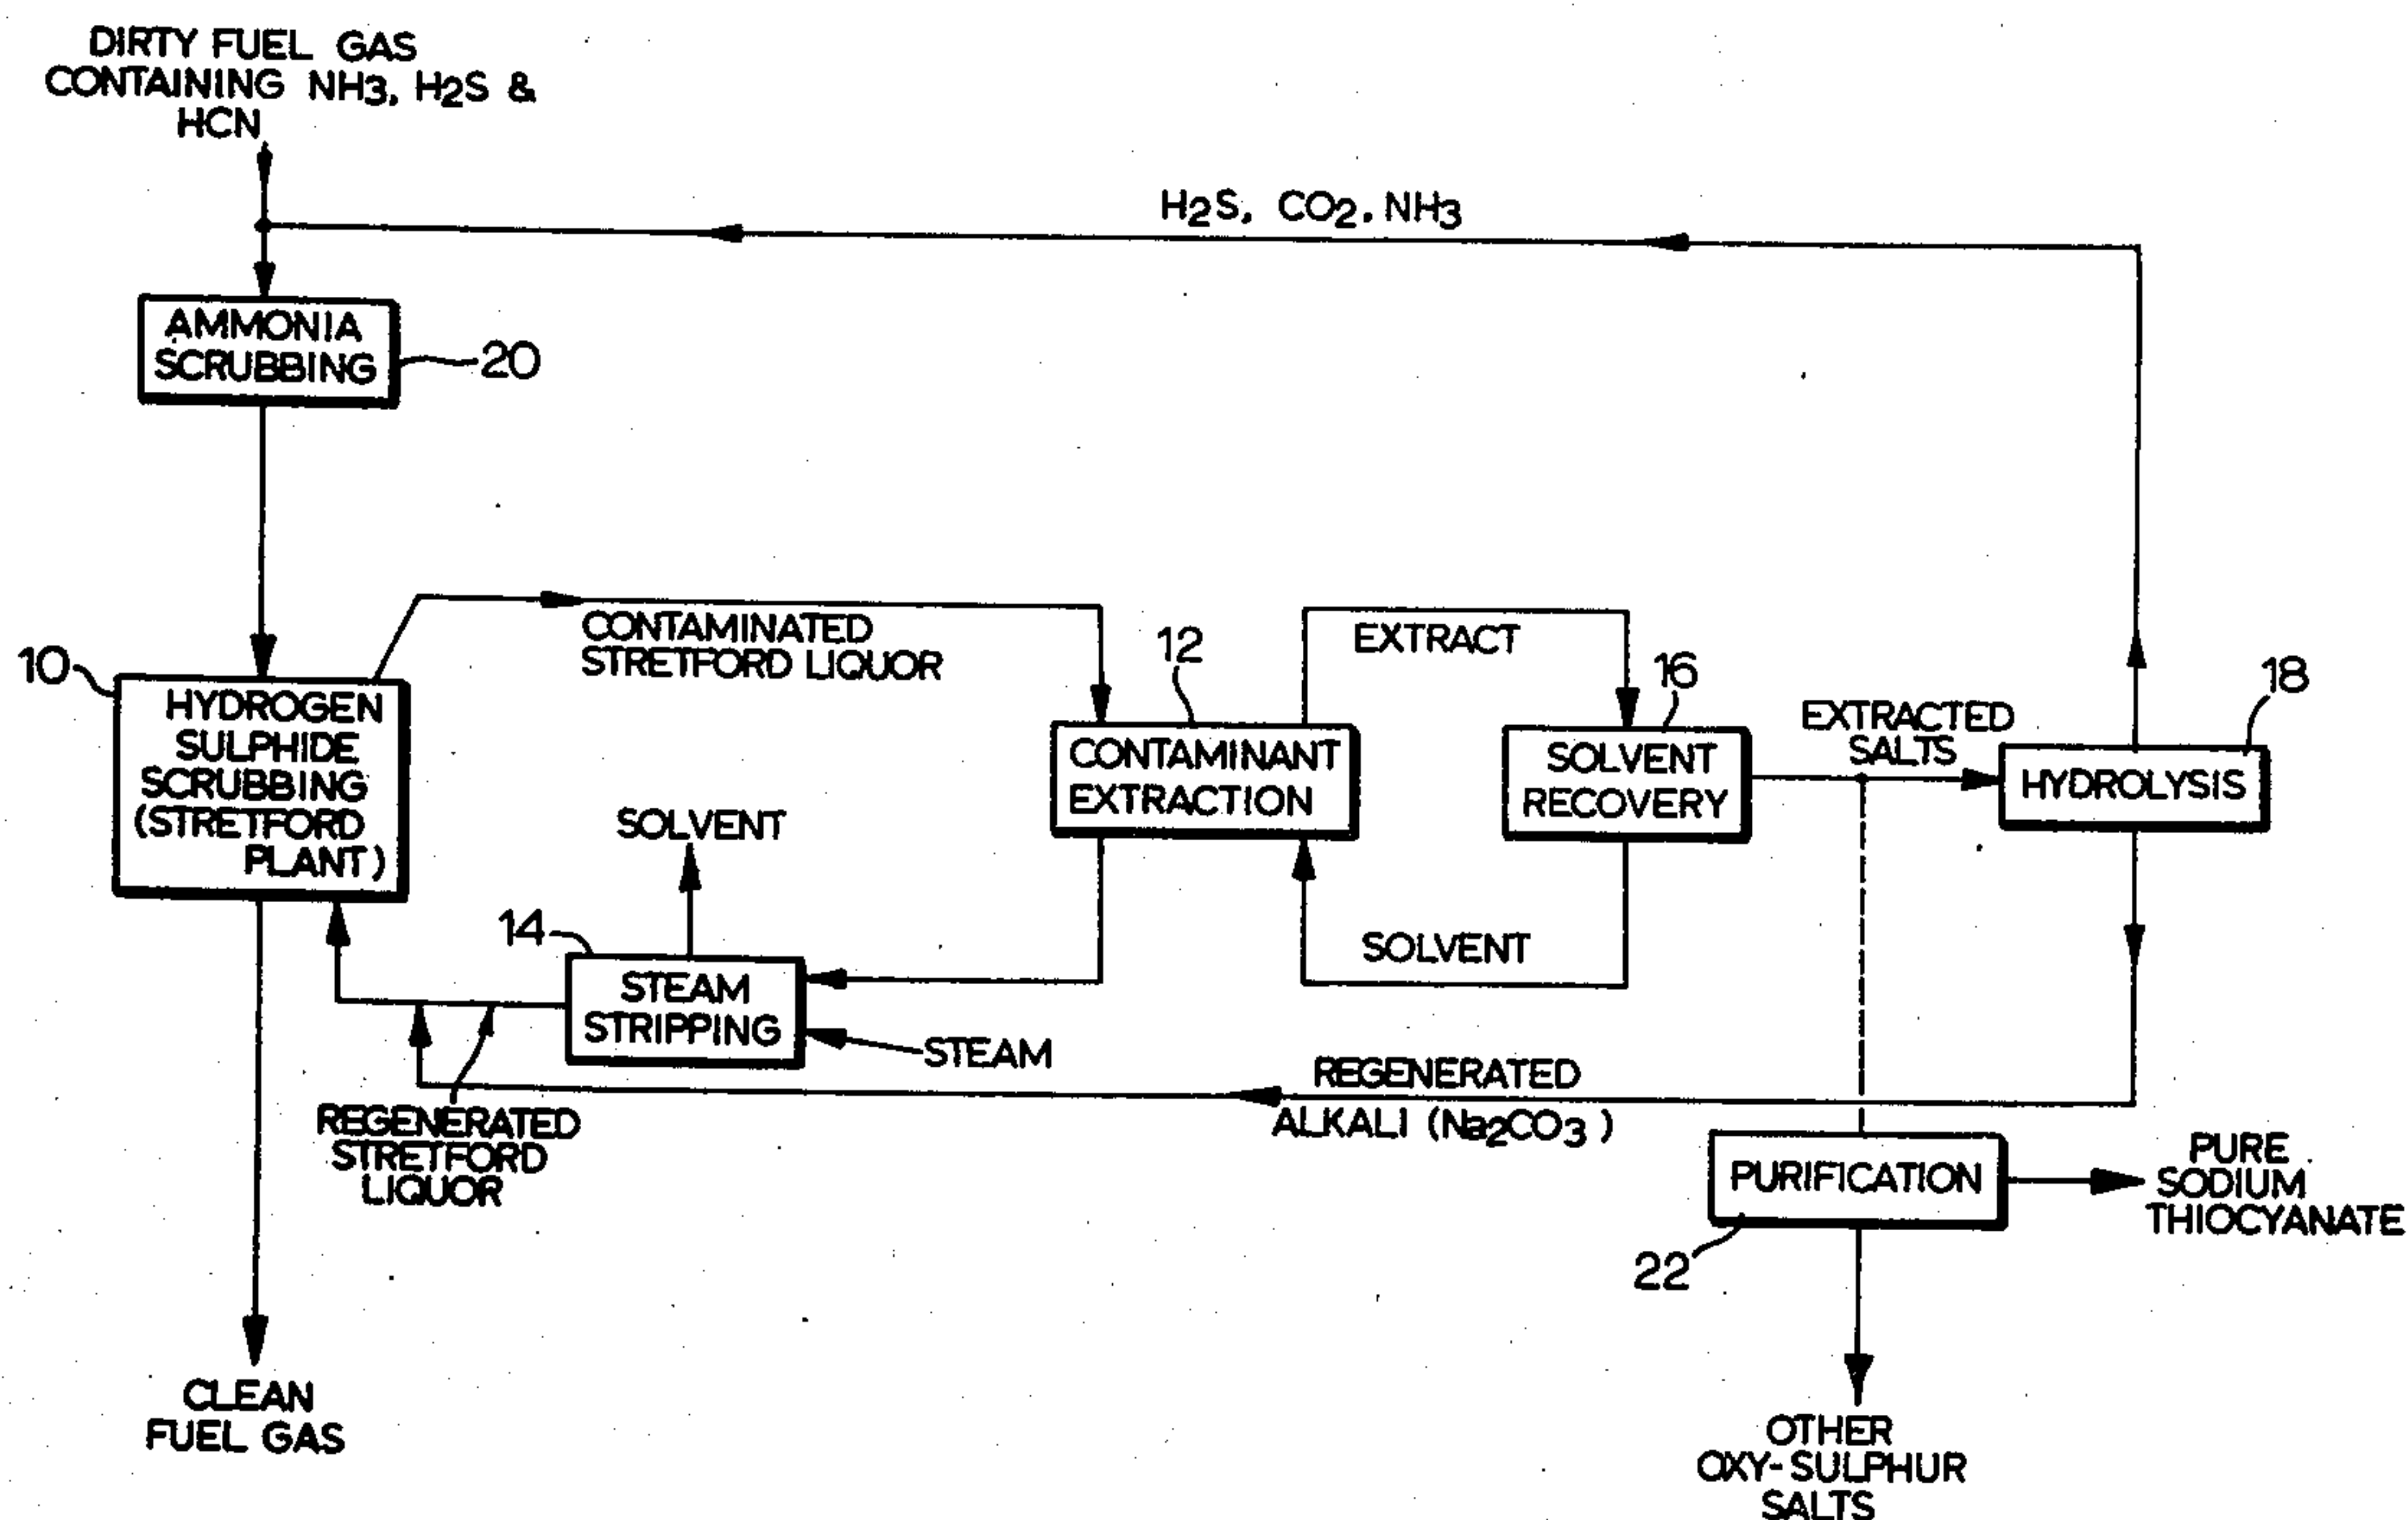 DIRTY FUEL GAS
CONTAINING NH3, H2S &
HCN
H2S, CO2, NH3
AMMONIA
SCRUBBING
20
CONTAMINATED
STRETFORD LIQUOR
10
HYDROGEN
SULPHIDE
SCRUBBING
(STRETFORD
PLANT)
12
EXTRACT
16
18
CONTAMINANT
EXTRACTION
SOLVENT
RECOVERY
EXTRACTED
SALTS
HYDROLYSIS
SOLVENT
14
STEAM
STRIPPING
SOLVENT
STEAM
REGENERATED
ALKALI (Na2CO3)
REGENERATED
STRETFORD
LIQUOR
PURIFICATION
22
PURE
SODIUM
THIOCYANATE
CLEAN
FUEL GAS
OTHER
OXY-SULPHUR
SALTS